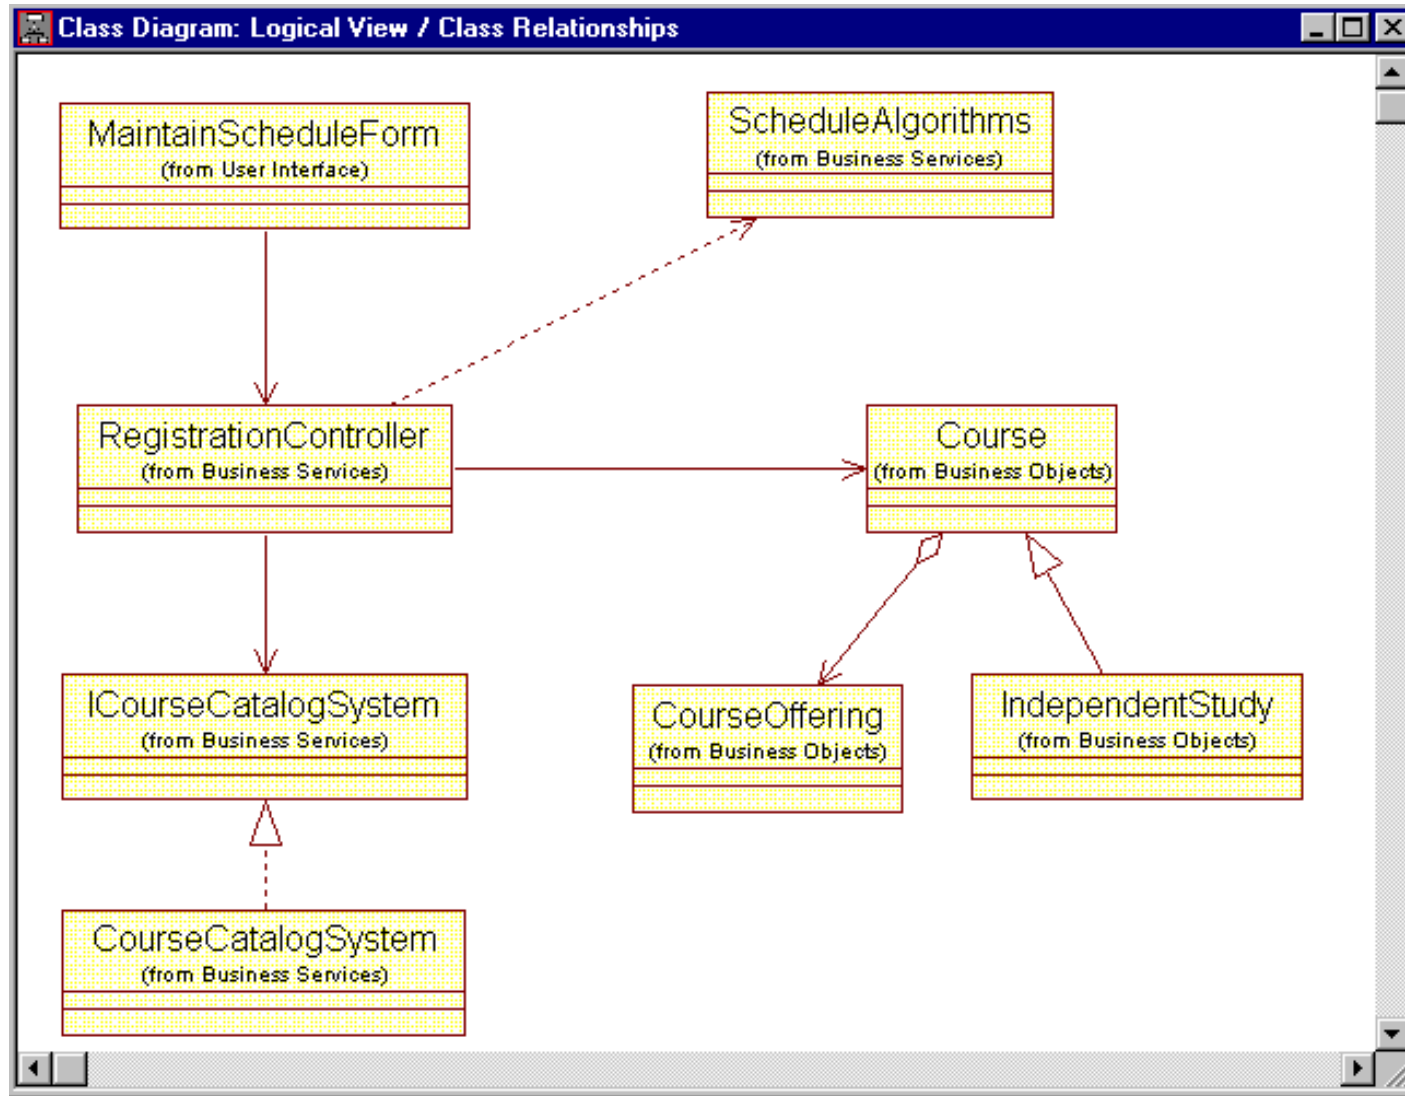 Class Diagram: Logical View / Class Relationships
MaintainScheduleForm
(from User Interface)
ScheduleAlgorithms
(from Business Services)
RegistrationController
(from Business Services)
Course
(from Business Objects)
ICourseCatalogSystem
(from Business Services)
CourseOffering
(from Business Objects)
IndependentStudy
(from Business Objects)
CourseCatalogSystem
(from Business Services)